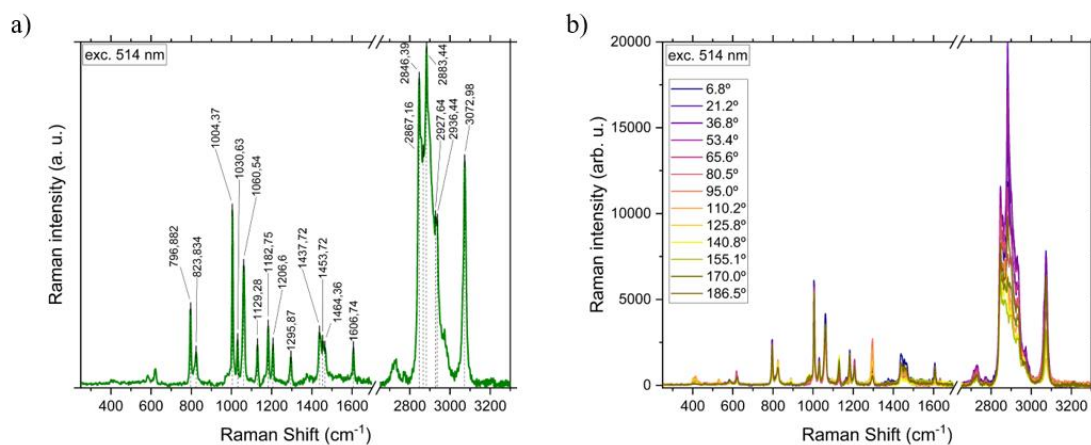 a)
exc. 514 nm
796,882
823,834
1004,37
1030,63
1060,54
1129,28
1182,75
1206,6
1295,87
1437,72
1453,72
1464,36
1606,74
2846,39
2867,16
2883,44
2927,64
2936,44
3072,98
Raman intensity (a. u.)
400 600 800 1000 1200 1400 1600 2800 3000 3200
Raman Shift (cm⁻¹)
b)
exc. 514 nm
6.8º
21.2º
36.8º
53.4º
65.6º
80.5º
95.0º
110.2º
125.8º
140.8º
155.1º
170.0º
186.5º
20000
15000
10000
5000
0
Raman intensity (arb. u.)
400 600 800 1000 1200 1400 1600 2800 3000 3200
Raman Shift (cm⁻¹)